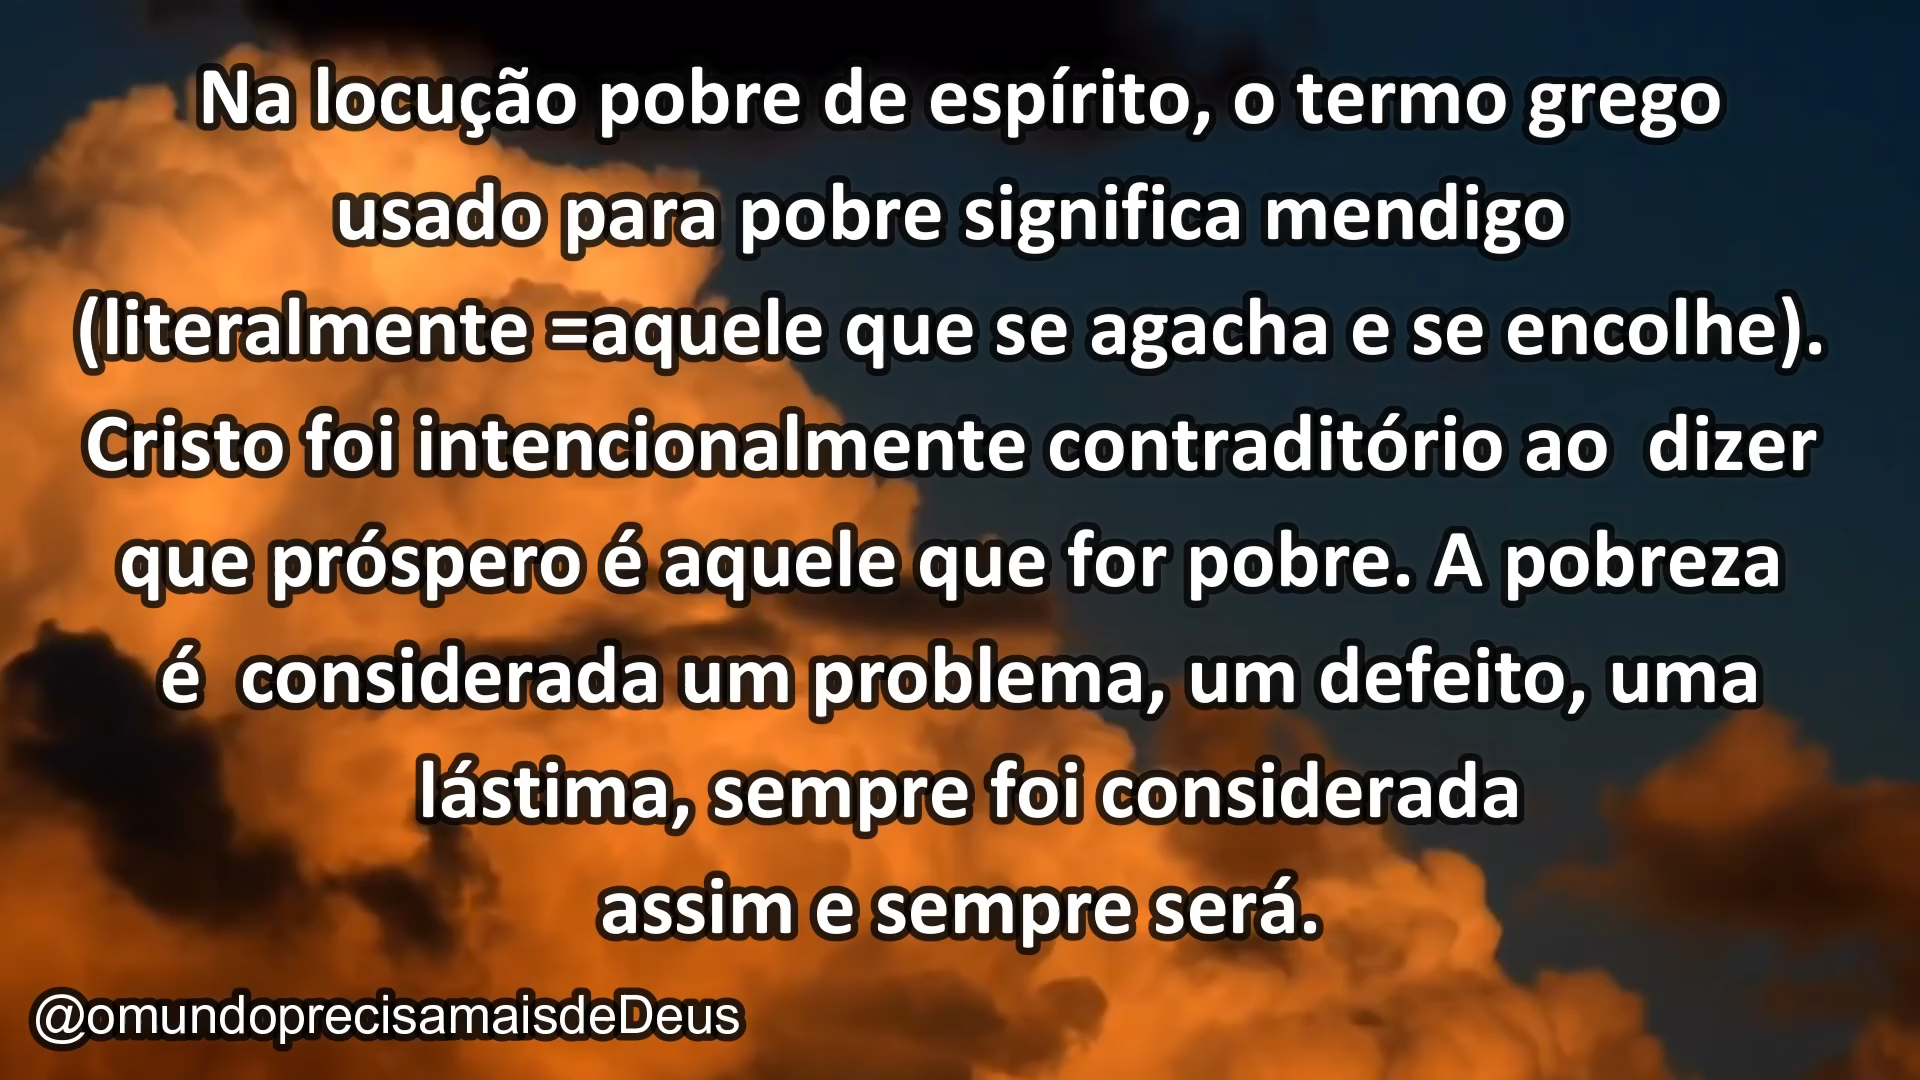 Na locução pobre de espírito, o termo grego
usado para pobre significa mendigo
(literalmente =aquele que se agacha e se encolhe).
Cristo foi intencionalmente contraditório ao  dizer
que próspero é aquele que for pobre. A pobreza
é  considerada um problema, um defeito, uma
lástima, sempre foi considerada
assim e sempre será.
@omundoprecisamaisdeDeus